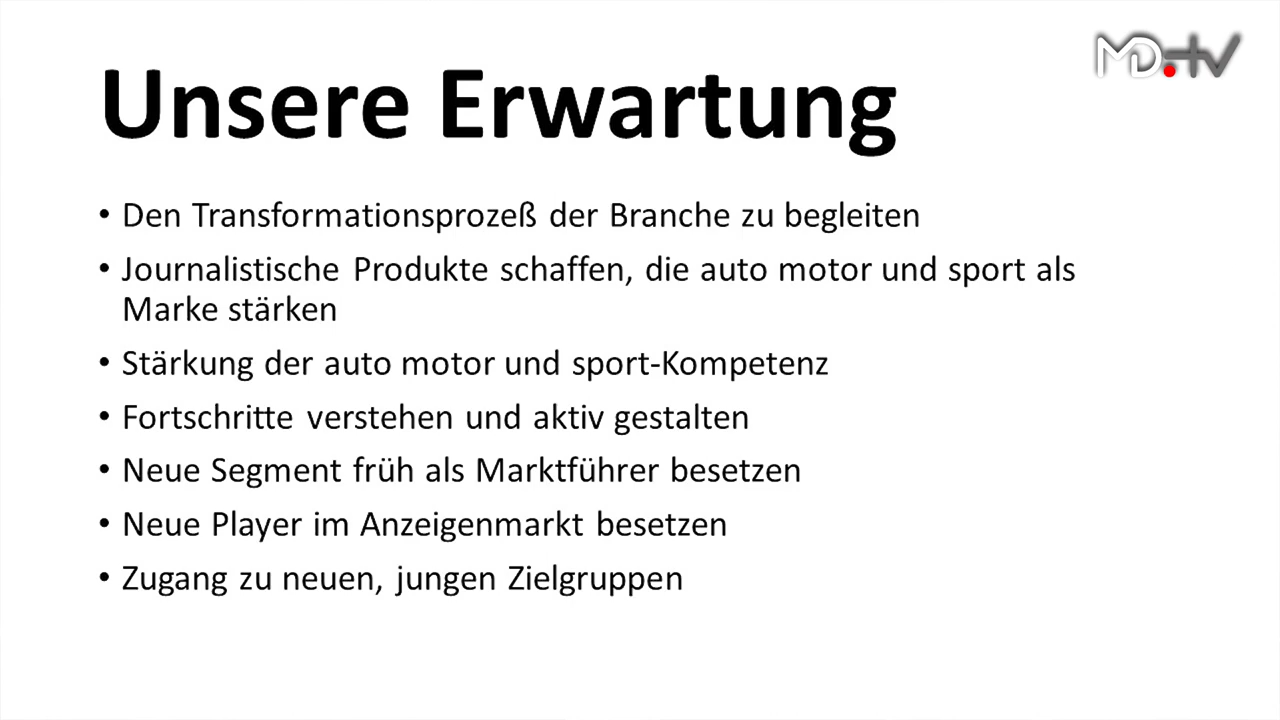 MD.tv
Unsere Erwartung
• Den Transformationsprozeß der Branche zu begleiten
• Journalistische Produkte schaffen, die auto motor und sport als
Marke stärken
• Stärkung der auto motor und sport-Kompetenz
• Fortschritte verstehen und aktiv gestalten
• Neue Segment früh als Marktführer besetzen
• Neue Player im Anzeigenmarkt besetzen
• Zugang zu neuen, jungen Zielgruppen